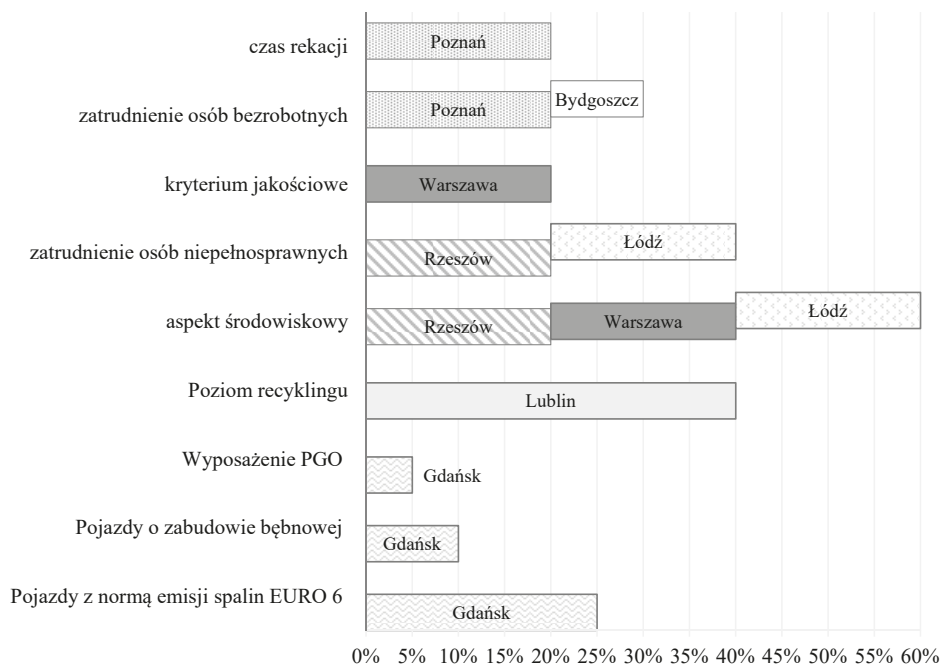 czas rekacji
Poznań
zatrudnienie osób bezrobotnych
Poznań
Bydgoszcz
kryterium jakościowe
Warszawa
zatrudnienie osób niepełnosprawnych
Rzeszów
Łódź
aspekt środowiskowy
Rzeszów
Warszawa
Łódź
Poziom recyklingu
Lublin
Wyposażenie PGO
Gdańsk
Pojazdy o zabudowie bębnowej
Gdańsk
Pojazdy z normą emisji spalin EURO 6
Gdańsk
0% 5% 10% 15% 20% 25% 30% 35% 40% 45% 50% 55% 60%